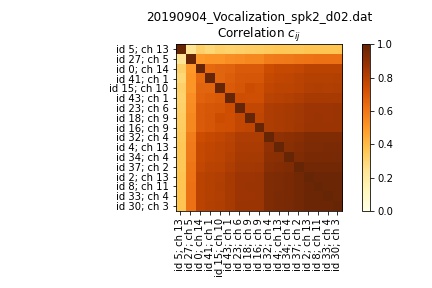 20190904_Vocalization_spk2_d02.dat
Correlation c_ij
id 5; ch 13
id 27; ch 5
id 0; ch 14
id 41; ch 1
id 15; ch 10
id 43; ch 1
id 23; ch 6
id 18; ch 9
id 16; ch 9
id 32; ch 4
id 4; ch 13
id 34; ch 4
id 37; ch 2
id 2; ch 13
id 8; ch 11
id 33; ch 4
id 30; ch 3
id 5; ch 13
id 27; ch 5
id 0; ch 14
id 41; ch 1
id 15; ch 10
id 43; ch 1
id 23; ch 6
id 18; ch 9
id 16; ch 9
id 32; ch 4
id 4; ch 13
id 34; ch 4
id 37; ch 2
id 2; ch 13
id 8; ch 11
id 33; ch 4
id 30; ch 3
1.0
0.8
0.6
0.4
0.2
0.0